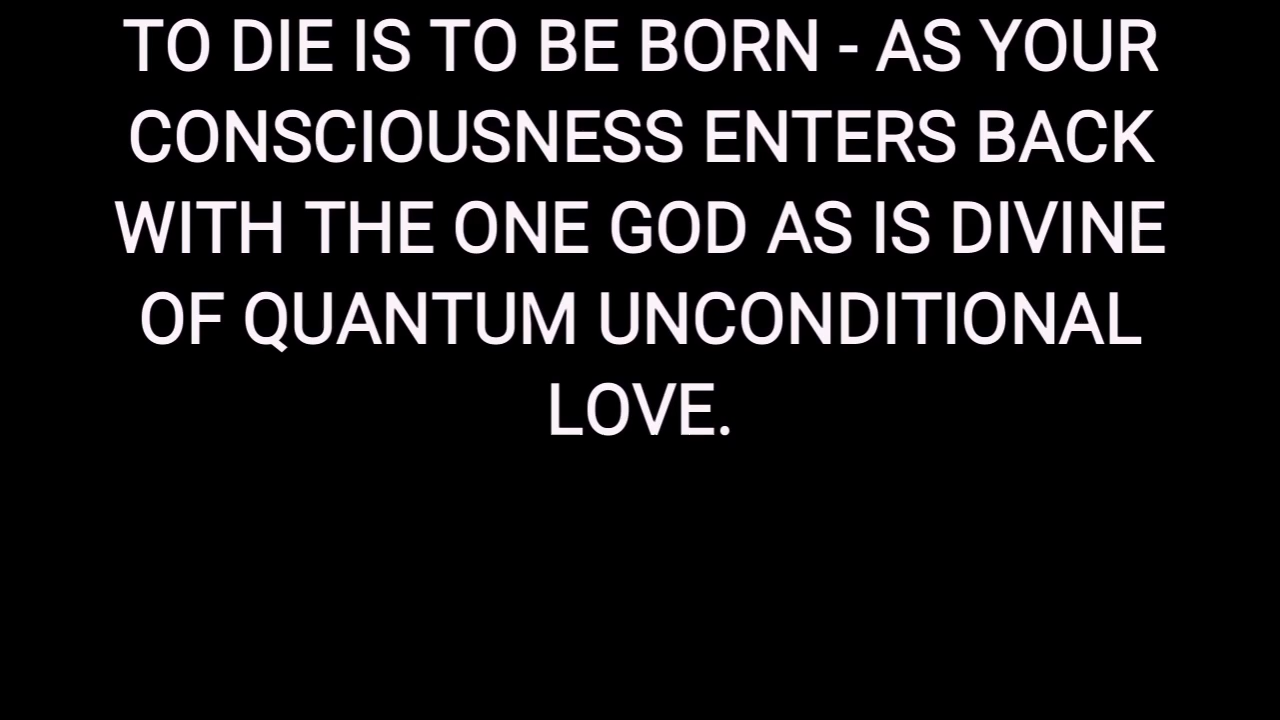 TO DIE IS TO BE BORN - AS YOUR
CONSCIOUSNESS ENTERS BACK
WITH THE ONE GOD AS IS DIVINE
OF QUANTUM UNCONDITIONAL
LOVE.